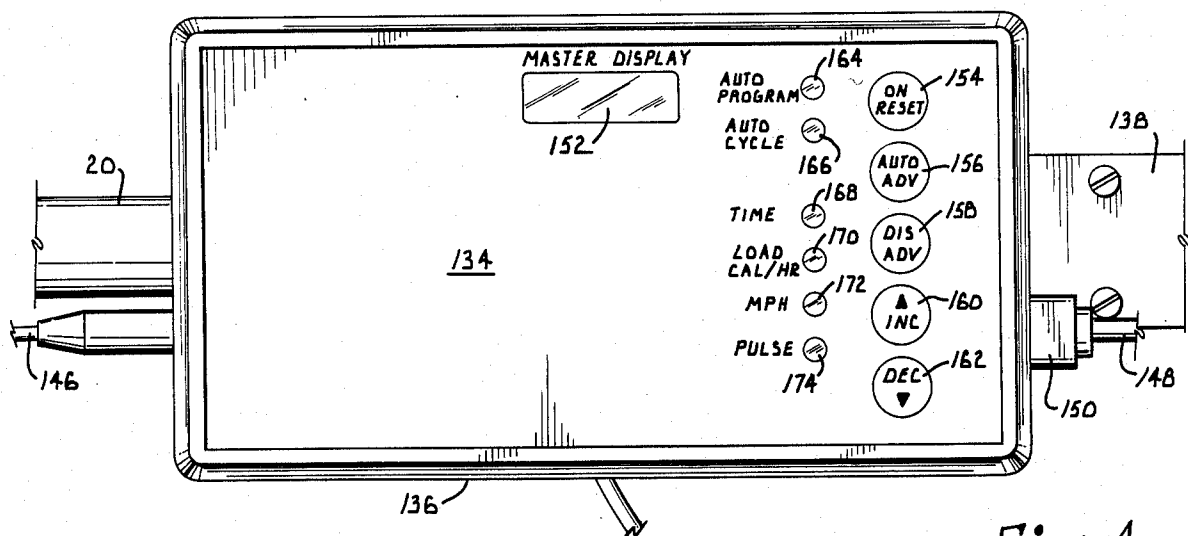 MASTER DISPLAY
152
AUTO
PROGRAM
164
AUTO
CYCLE
166
TIME
168
LOAD
CAL/HR
170
MPH
172
PULSE
174
ON
RESET
154
AUTO
ADV
156
DIS
ADV
158
▲
INC
160
DEC
▼
162
138
20
134
146
148
150
136